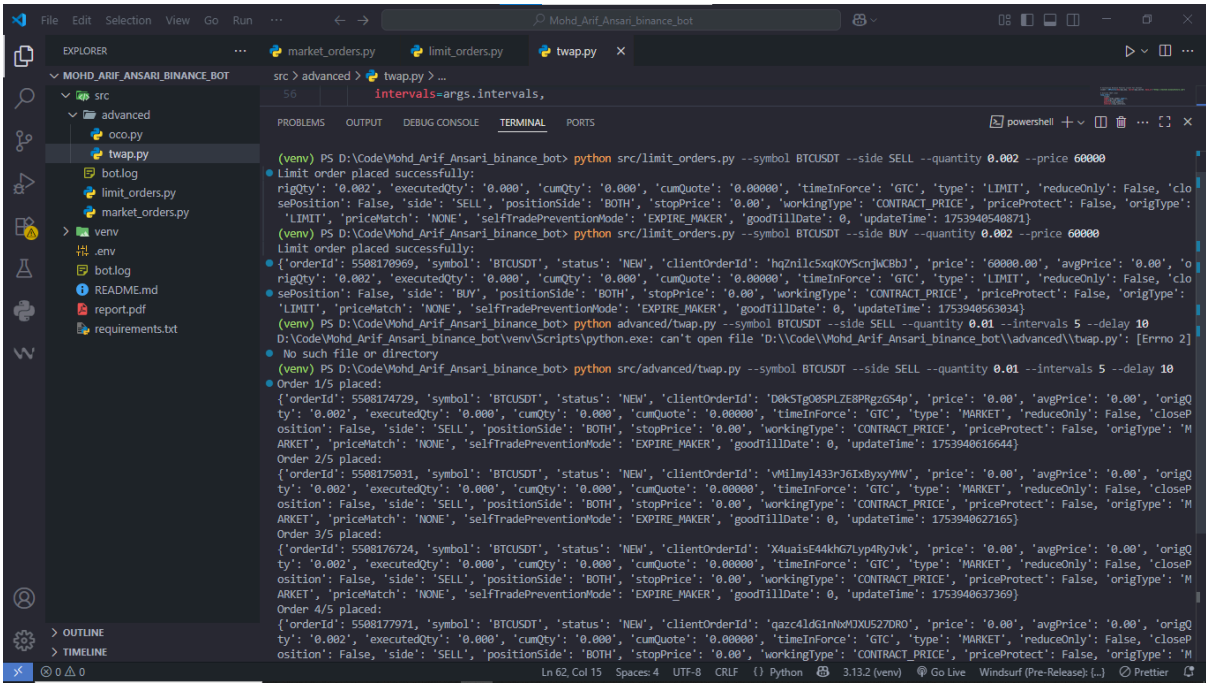 File Edit Selection View Go Run ... Mohd_Arif_Ansari_binance_bot
EXPLORER ...
MOHD_ARIF_ANSARI_BINANCE_BOT
src
advanced
oco.py
twap.py
bot.log
limit_orders.py
market_orders.py
venv
.env
bot.log
README.md
report.pdf
requirements.txt
OUTLINE
TIMELINE
market_orders.py limit_orders.py twap.py
src > advanced > twap.py > ...
56 intervals=args.intervals,
PROBLEMS OUTPUT DEBUG CONSOLE TERMINAL PORTS powershell
(venv) PS D:\Code\Mohd_Arif_Ansari_binance_bot> python src/limit_orders.py --symbol BTCUSDT --side SELL --quantity 0.002 --price 60000
Limit order placed successfully:
rigQty': '0.002', 'executedQty': '0.000', 'cumQty': '0.000', 'cumQuote': '0.00000', 'timeInForce': 'GTC', 'type': 'LIMIT', 'reduceOnly': False, 'clo
sePosition': False, 'side': 'SELL', 'positionSide': 'BOTH', 'stopPrice': '0.00', 'workingType': 'CONTRACT_PRICE', 'priceProtect': False, 'origType':
'LIMIT', 'priceMatch': 'NONE', 'selfTradePreventionMode': 'EXPIRE_MAKER', 'goodTillDate': 0, 'updateTime': 1753940540871}
(venv) PS D:\Code\Mohd_Arif_Ansari_binance_bot> python src/limit_orders.py --symbol BTCUSDT --side BUY --quantity 0.002 --price 60000
Limit order placed successfully:
{'orderId': 5508170969, 'symbol': 'BTCUSDT', 'status': 'NEW', 'clientOrderId': 'hqZnilc5xqKOYScnjWCBbJ', 'price': '60000.00', 'avgPrice': '0.00', 'o
rigQty': '0.002', 'executedQty': '0.000', 'cumQty': '0.000', 'cumQuote': '0.00000', 'timeInForce': 'GTC', 'type': 'LIMIT', 'reduceOnly': False, 'clo
sePosition': False, 'side': 'BUY', 'positionSide': 'BOTH', 'stopPrice': '0.00', 'workingType': 'CONTRACT_PRICE', 'priceProtect': False, 'origType':
'LIMIT', 'priceMatch': 'NONE', 'selfTradePreventionMode': 'EXPIRE_MAKER', 'goodTillDate': 0, 'updateTime': 1753940563034}
(venv) PS D:\Code\Mohd_Arif_Ansari_binance_bot> python advanced/twap.py --symbol BTCUSDT --side SELL --quantity 0.01 --intervals 5 --delay 10
D:\Code\Mohd_Arif_Ansari_binance_bot\venv\Scripts\python.exe: can't open file 'D:\\Code\\Mohd_Arif_Ansari_binance_bot\\advanced\\twap.py': [Errno 2]
No such file or directory
(venv) PS D:\Code\Mohd_Arif_Ansari_binance_bot> python src/advanced/twap.py --symbol BTCUSDT --side SELL --quantity 0.01 --intervals 5 --delay 10
Order 1/5 placed:
{'orderId': 5508174729, 'symbol': 'BTCUSDT', 'status': 'NEW', 'clientOrderId': 'D0kSTgO0SPLZE8PRgzGS4p', 'price': '0.00', 'avgPrice': '0.00', 'origQ
ty': '0.002', 'executedQty': '0.000', 'cumQty': '0.000', 'cumQuote': '0.00000', 'timeInForce': 'GTC', 'type': 'MARKET', 'reduceOnly': False, 'closeP
osition': False, 'side': 'SELL', 'positionSide': 'BOTH', 'stopPrice': '0.00', 'workingType': 'CONTRACT_PRICE', 'priceProtect': False, 'origType': 'M
ARKET', 'priceMatch': 'NONE', 'selfTradePreventionMode': 'EXPIRE_MAKER', 'goodTillDate': 0, 'updateTime': 1753940616644}
Order 2/5 placed:
{'orderId': 5508175031, 'symbol': 'BTCUSDT', 'status': 'NEW', 'clientOrderId': 'vMilmyl433rJ6IxByxyYMV', 'price': '0.00', 'avgPrice': '0.00', 'origQ
ty': '0.002', 'executedQty': '0.000', 'cumQty': '0.000', 'cumQuote': '0.00000', 'timeInForce': 'GTC', 'type': 'MARKET', 'reduceOnly': False, 'closeP
osition': False, 'side': 'SELL', 'positionSide': 'BOTH', 'stopPrice': '0.00', 'workingType': 'CONTRACT_PRICE', 'priceProtect': False, 'origType': 'M
ARKET', 'priceMatch': 'NONE', 'selfTradePreventionMode': 'EXPIRE_MAKER', 'goodTillDate': 0, 'updateTime': 1753940627165}
Order 3/5 placed:
{'orderId': 5508176724, 'symbol': 'BTCUSDT', 'status': 'NEW', 'clientOrderId': 'X4uaisE44khG7Lyp4RyJvk', 'price': '0.00', 'avgPrice': '0.00', 'origQ
ty': '0.002', 'executedQty': '0.000', 'cumQty': '0.000', 'cumQuote': '0.00000', 'timeInForce': 'GTC', 'type': 'MARKET', 'reduceOnly': False, 'closeP
osition': False, 'side': 'SELL', 'positionSide': 'BOTH', 'stopPrice': '0.00', 'workingType': 'CONTRACT_PRICE', 'priceProtect': False, 'origType': 'M
ARKET', 'priceMatch': 'NONE', 'selfTradePreventionMode': 'EXPIRE_MAKER', 'goodTillDate': 0, 'updateTime': 1753940637369}
Order 4/5 placed:
{'orderId': 5508177971, 'symbol': 'BTCUSDT', 'status': 'NEW', 'clientOrderId': 'qazc4ldG1nNxMJXU527DRO', 'price': '0.00', 'avgPrice': '0.00', 'origQ
ty': '0.002', 'executedQty': '0.000', 'cumQty': '0.000', 'cumQuote': '0.00000', 'timeInForce': 'GTC', 'type': 'MARKET', 'reduceOnly': False, 'closeP
osition': False, 'side': 'SELL', 'positionSide': 'BOTH', 'stopPrice': '0.00', 'workingType': 'CONTRACT_PRICE', 'priceProtect': False, 'origType': 'M
0 0 Ln 62, Col 15 Spaces: 4 UTF-8 CRLF {} Python 3.13.2 (venv) Go Live Windsurf (Pre-Release): {...} Prettier